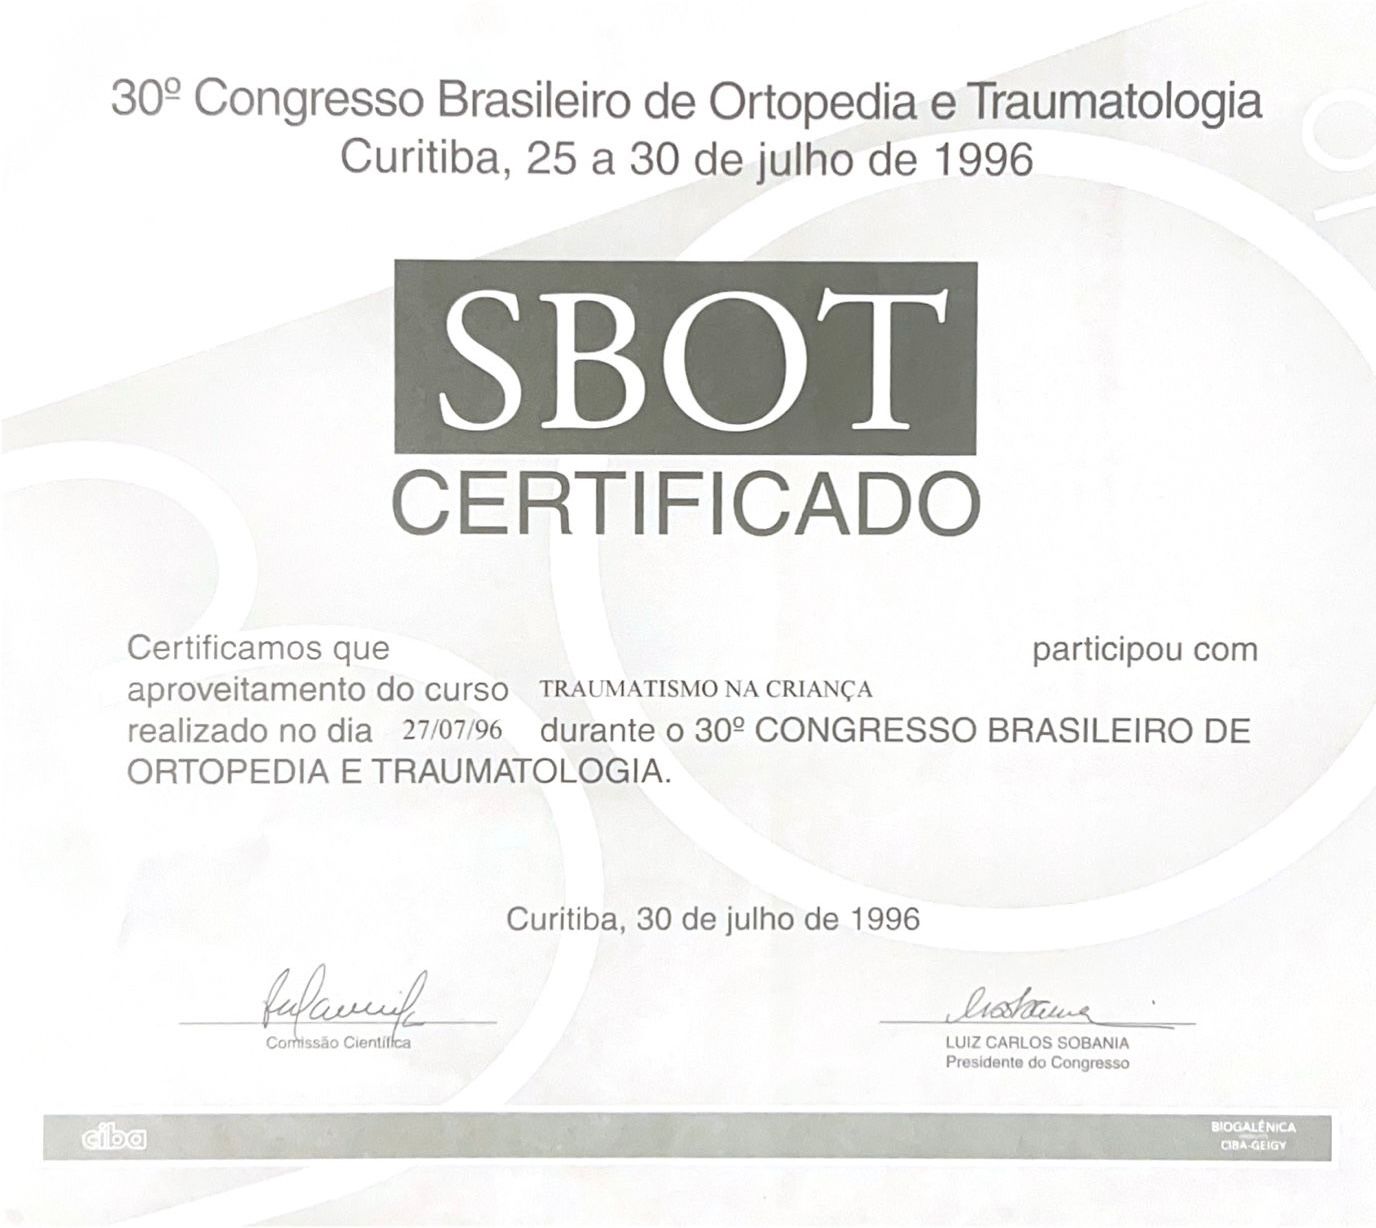 30º Congresso Brasileiro de Ortopedia e Traumatologia
Curitiba, 25 a 30 de julho de 1996
SBOT
CERTIFICADO
Certificamos que participou com
aproveitamento do curso TRAUMATISMO NA CRIANÇA
realizado no dia 27/07/96 durante o 30º CONGRESSO BRASILEIRO DE
ORTOPEDIA E TRAUMATOLOGIA.
Curitiba, 30 de julho de 1996
Comissão Científica
LUIZ CARLOS SOBANIA
Presidente do Congresso
ciba
BIOGALÊNICA
CIBA-GEIGY